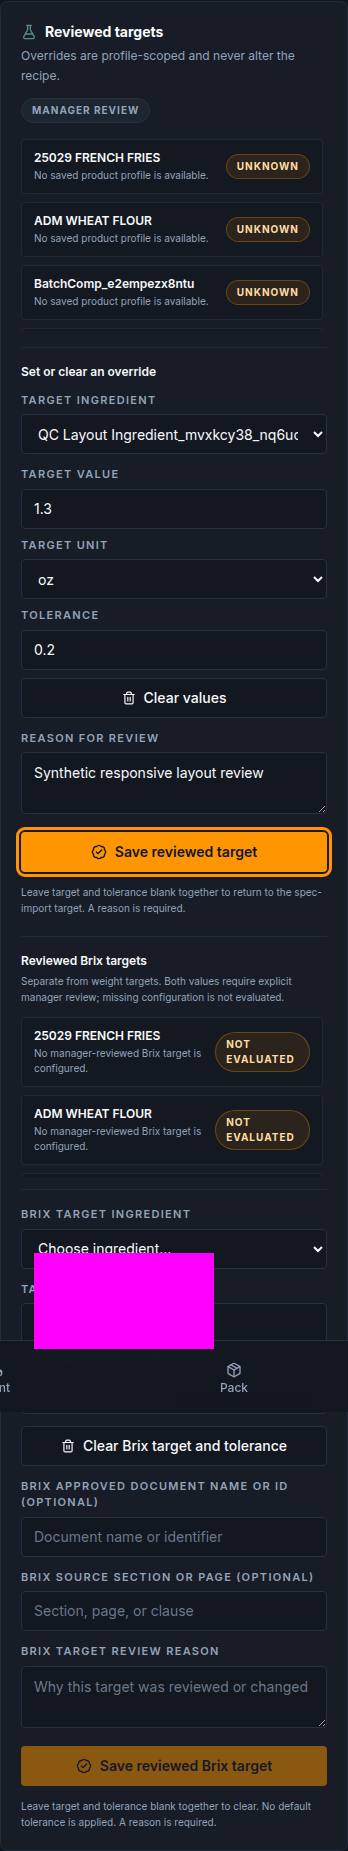 Reviewed targets
Overrides are profile-scoped and never alter the
recipe.
MANAGER REVIEW
25029 FRENCH FRIES
No saved product profile is available.
UNKNOWN
ADM WHEAT FLOUR
No saved product profile is available.
UNKNOWN
BatchComp_e2empezx8ntu
No saved product profile is available.
UNKNOWN
Set or clear an override
TARGET INGREDIENT
QC Layout Ingredient_mvxkcy38_nq6uc
TARGET VALUE
1.3
TARGET UNIT
oz
TOLERANCE
0.2
Clear values
REASON FOR REVIEW
Synthetic responsive layout review
Save reviewed target
Leave target and tolerance blank together to return to the spec-
import target. A reason is required.
Reviewed Brix targets
Separate from weight targets. Both values require explicit
manager review; missing configuration is not evaluated.
25029 FRENCH FRIES
No manager-reviewed Brix target is
configured.
NOT
EVALUATED
ADM WHEAT FLOUR
No manager-reviewed Brix target is
configured.
NOT
EVALUATED
BRIX TARGET INGREDIENT
Choose ingredient...
TA
nt
Pack
Clear Brix target and tolerance
BRIX APPROVED DOCUMENT NAME OR ID
(OPTIONAL)
Document name or identifier
BRIX SOURCE SECTION OR PAGE (OPTIONAL)
Section, page, or clause
BRIX TARGET REVIEW REASON
Why this target was reviewed or changed
Save reviewed Brix target
Leave target and tolerance blank together to clear. No default
tolerance is applied. A reason is required.